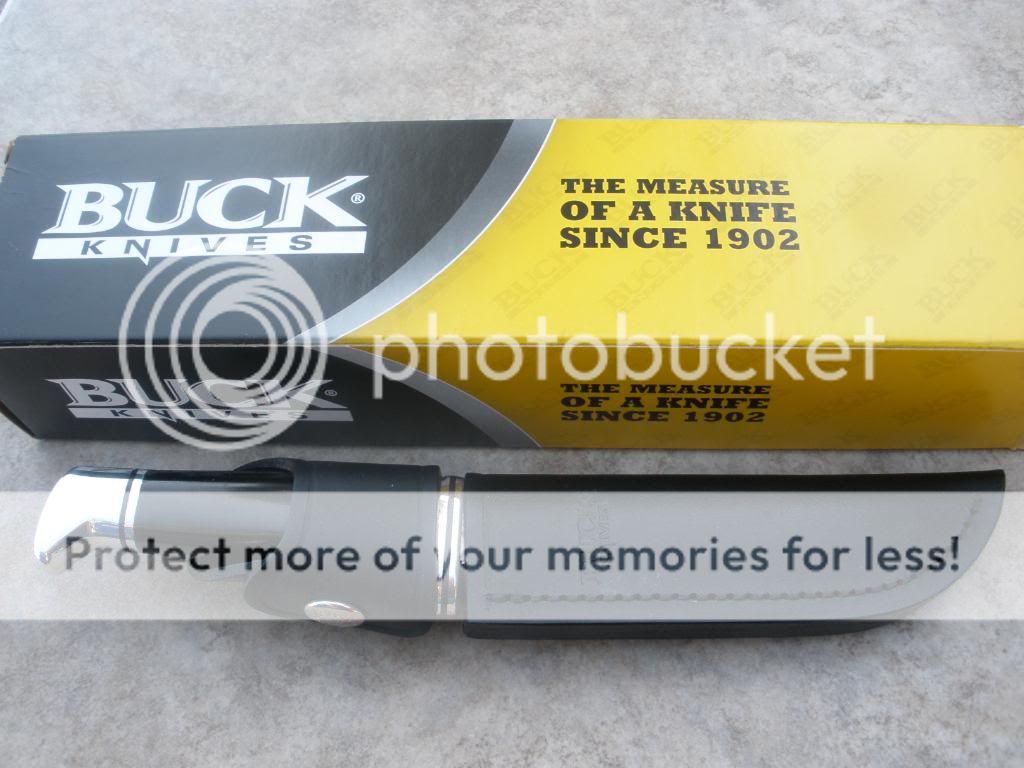 BUCK®
KNIVES
THE MEASURE
OF A KNIFE
SINCE 1902
photobucket
BUCK®
KNIVES
THE MEASURE
OF A KNIFE
SINCE 1902
Protect more of your memories for less!